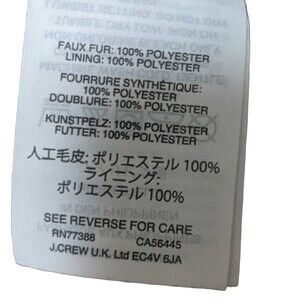 FAUX FUR: 100% POLYESTER
LINING: 100% POLYESTER
FOURRURE SYNTHÉTIQUE:
100% POLYESTER
DOUBLURE: 100% POLYESTER
KUNSTPELZ: 100% POLYESTER
FUTTER: 100% POLYESTER
人工毛皮: ポリエステル 100%
ライニング:
ポリエステル 100%
SEE REVERSE FOR CARE
RN77388 CA56445
J.CREW U.K. Ltd EC4V 6JA